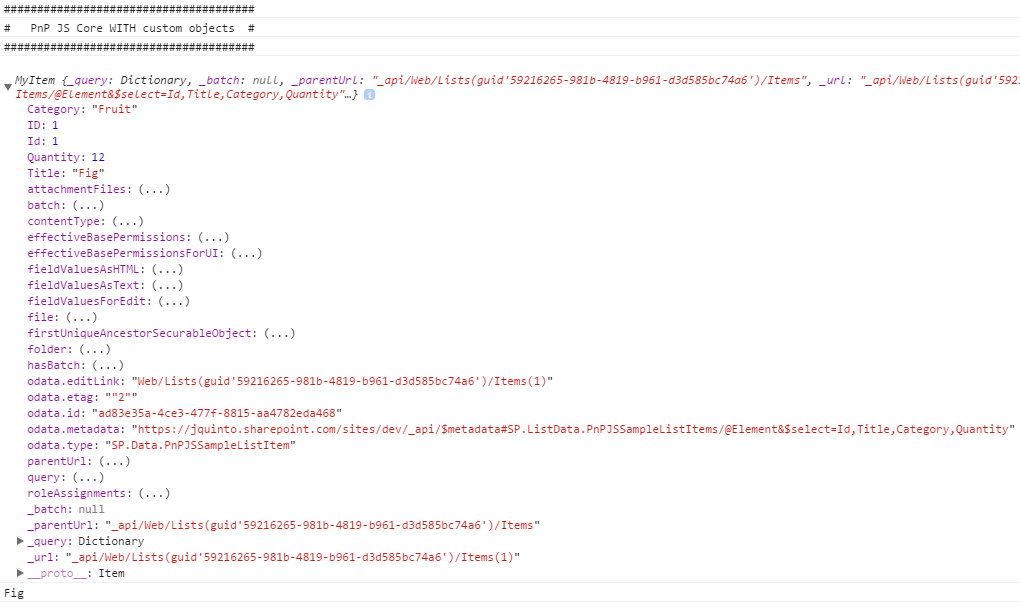 ######################################
#   PnP JS Core WITH custom objects  #
######################################
MyItem {_query: Dictionary, _batch: null, _parentUrl: "_api/Web/Lists(guid'59216265-981b-4819-b961-d3d585bc74a6')/Items", _url: "_api/Web/Lists(guid'5921
Items/@Element&$select=Id,Title,Category,Quantity"…}
Category: "Fruit"
ID: 1
Id: 1
Quantity: 12
Title: "Fig"
attachmentFiles: (...)
batch: (...)
contentType: (...)
effectiveBasePermissions: (...)
effectiveBasePermissionsForUI: (...)
fieldValuesAsHTML: (...)
fieldValuesAsText: (...)
fieldValuesForEdit: (...)
file: (...)
firstUniqueAncestorSecurableObject: (...)
folder: (...)
hasBatch: (...)
odata.editLink: "Web/Lists(guid'59216265-981b-4819-b961-d3d585bc74a6')/Items(1)"
odata.etag: ""2""
odata.id: "ad83e35a-4ce3-477f-8815-aa4782eda468"
odata.metadata: "https://jquinto.sharepoint.com/sites/dev/_api/$metadata#SP.ListData.PnPJSSampleListItems/@Element&$select=Id,Title,Category,Quantity"
odata.type: "SP.Data.PnPJSSampleListItem"
parentUrl: (...)
query: (...)
roleAssignments: (...)
_batch: null
_parentUrl: "_api/Web/Lists(guid'59216265-981b-4819-b961-d3d585bc74a6')/Items"
_query: Dictionary
_url: "_api/Web/Lists(guid'59216265-981b-4819-b961-d3d585bc74a6')/Items(1)"
__proto__: Item
Fig